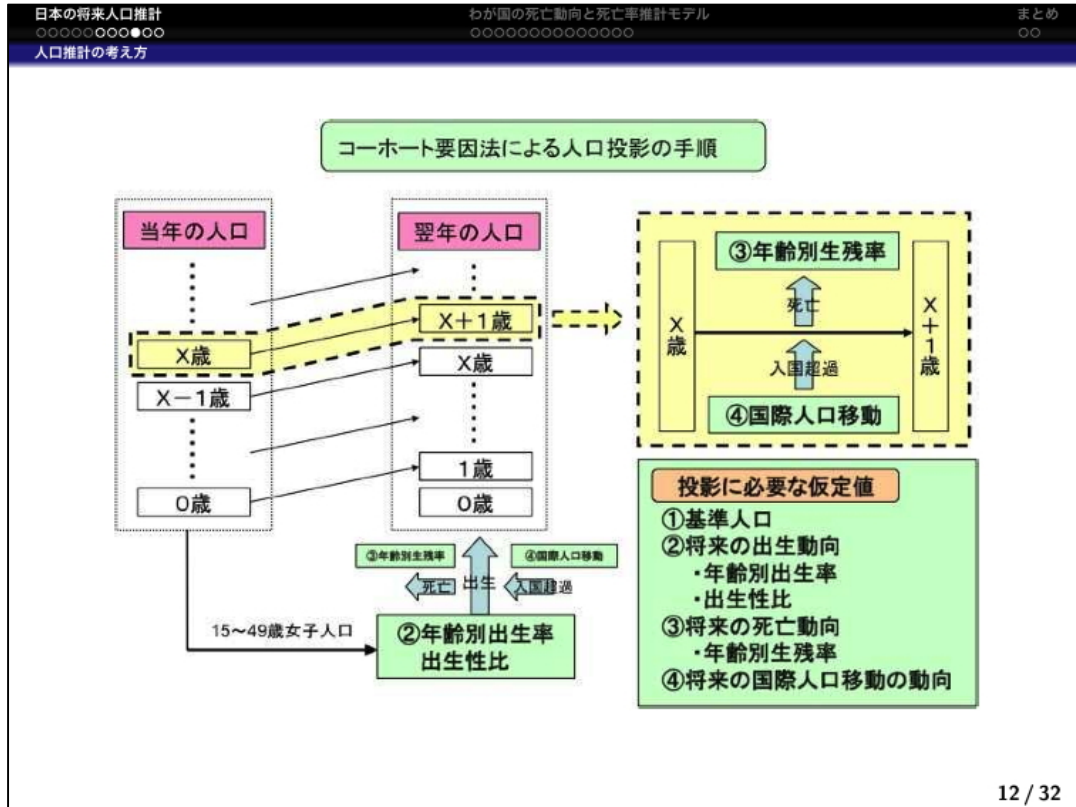 日本の将来人口推計
わが国の死亡動向と死亡率推計モデル
まとめ
人口推計の考え方
コーホート要因法による人口投影の手順
当年の人口
X歳
X－1歳
0歳
翌年の人口
X＋1歳
X歳
1歳
0歳
X歳
③年齢別生残率
死亡
入国超過
④国際人口移動
X＋1歳
③年齢別生残率
④国際人口移動
死亡
出生
入国超過
15～49歳女子人口
②年齢別出生率
出生性比
投影に必要な仮定値
①基準人口
②将来の出生動向
・年齢別出生率
・出生性比
③将来の死亡動向
・年齢別生残率
④将来の国際人口移動の動向
12 / 32